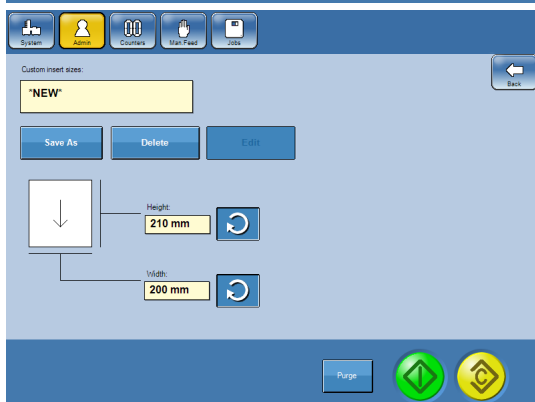 System
Admin
Counters
Man.Feed
Jobs
Custom insert sizes:
Back
*NEW*
Save As
Delete
Edit
Height:
210 mm
Width:
200 mm
Purge
C